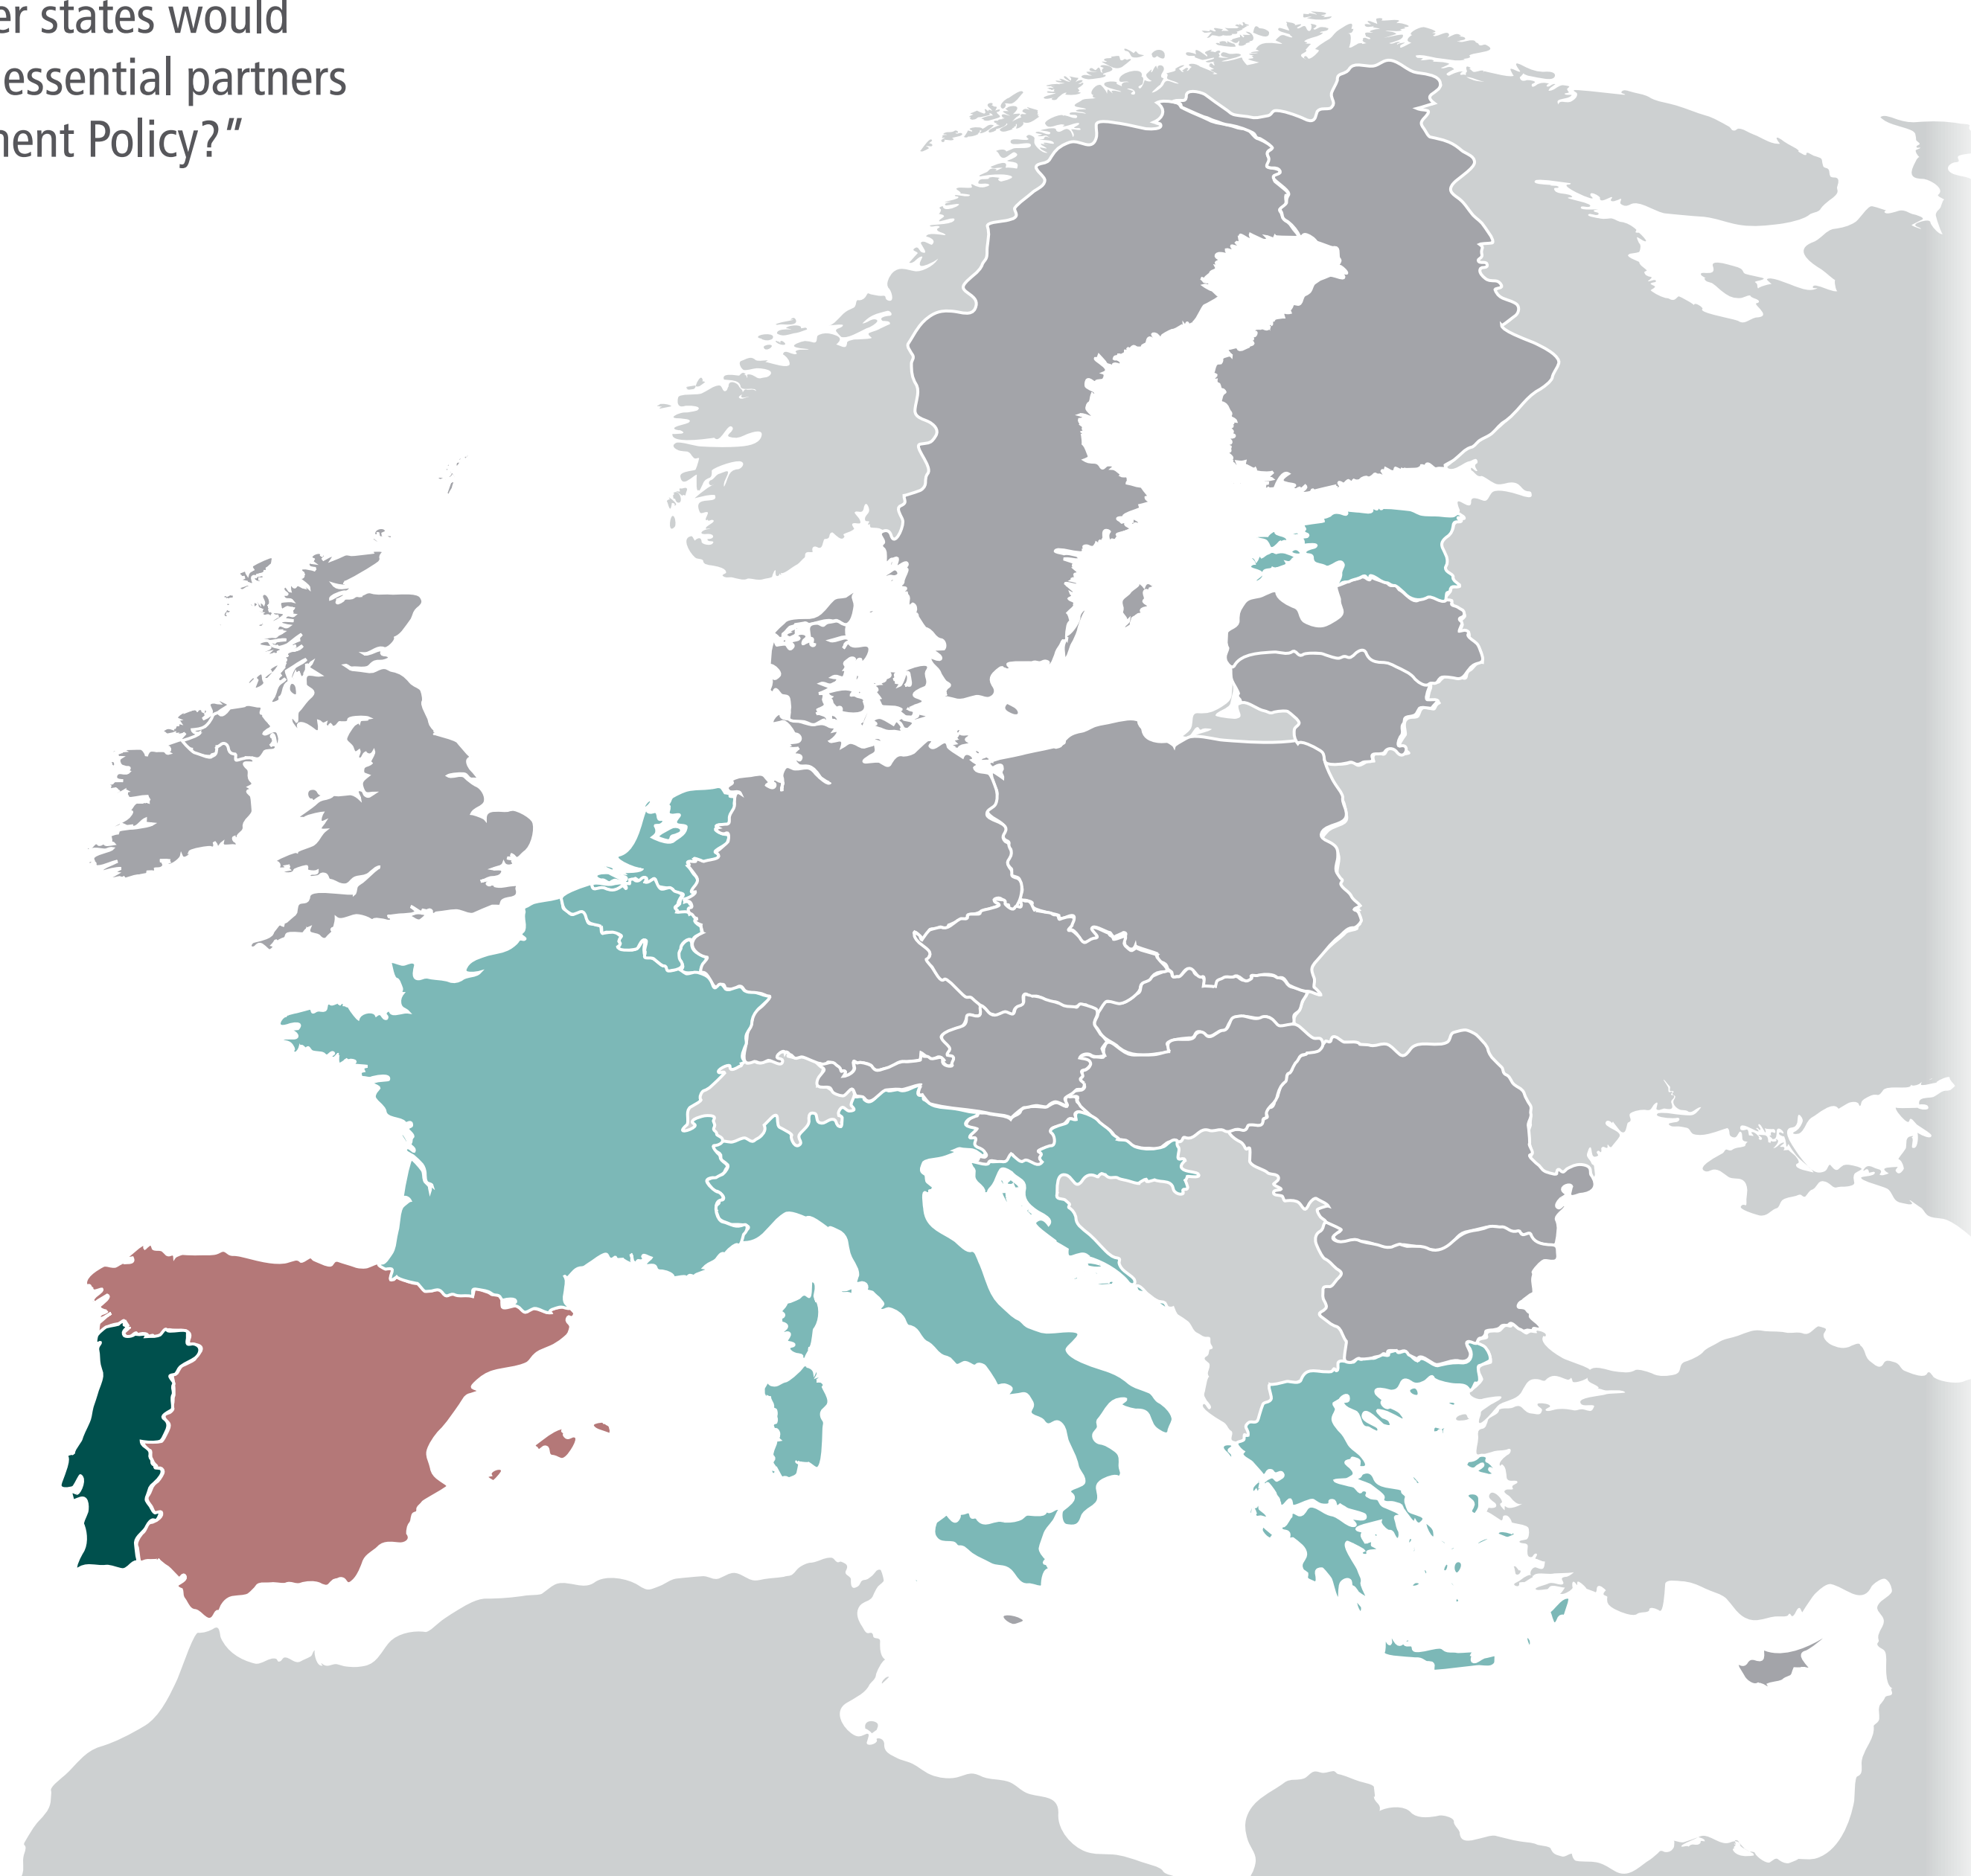 er states would
essential partners
nent Policy?”